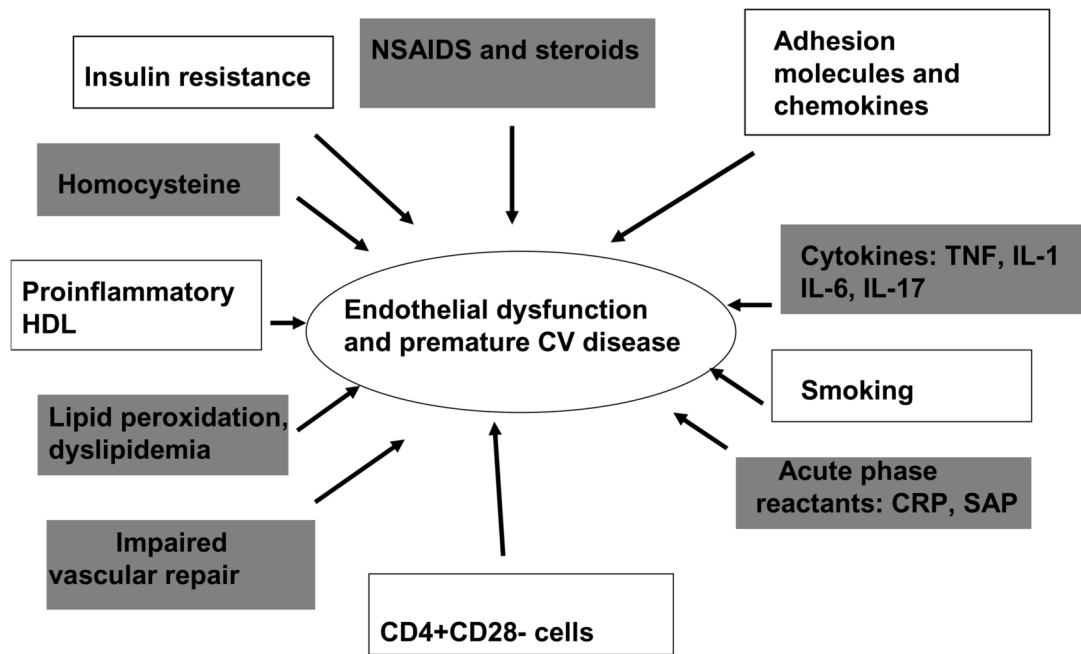 NSAIDS and steroids
Adhesion
molecules and
chemokines
Insulin resistance
Homocysteine
Cytokines: TNF, IL-1
IL-6, IL-17
Proinflammatory
HDL
Endothelial dysfunction
and premature CV disease
Smoking
Lipid peroxidation,
dyslipidemia
Acute phase
reactants: CRP, SAP
Impaired
vascular repair
CD4+CD28- cells